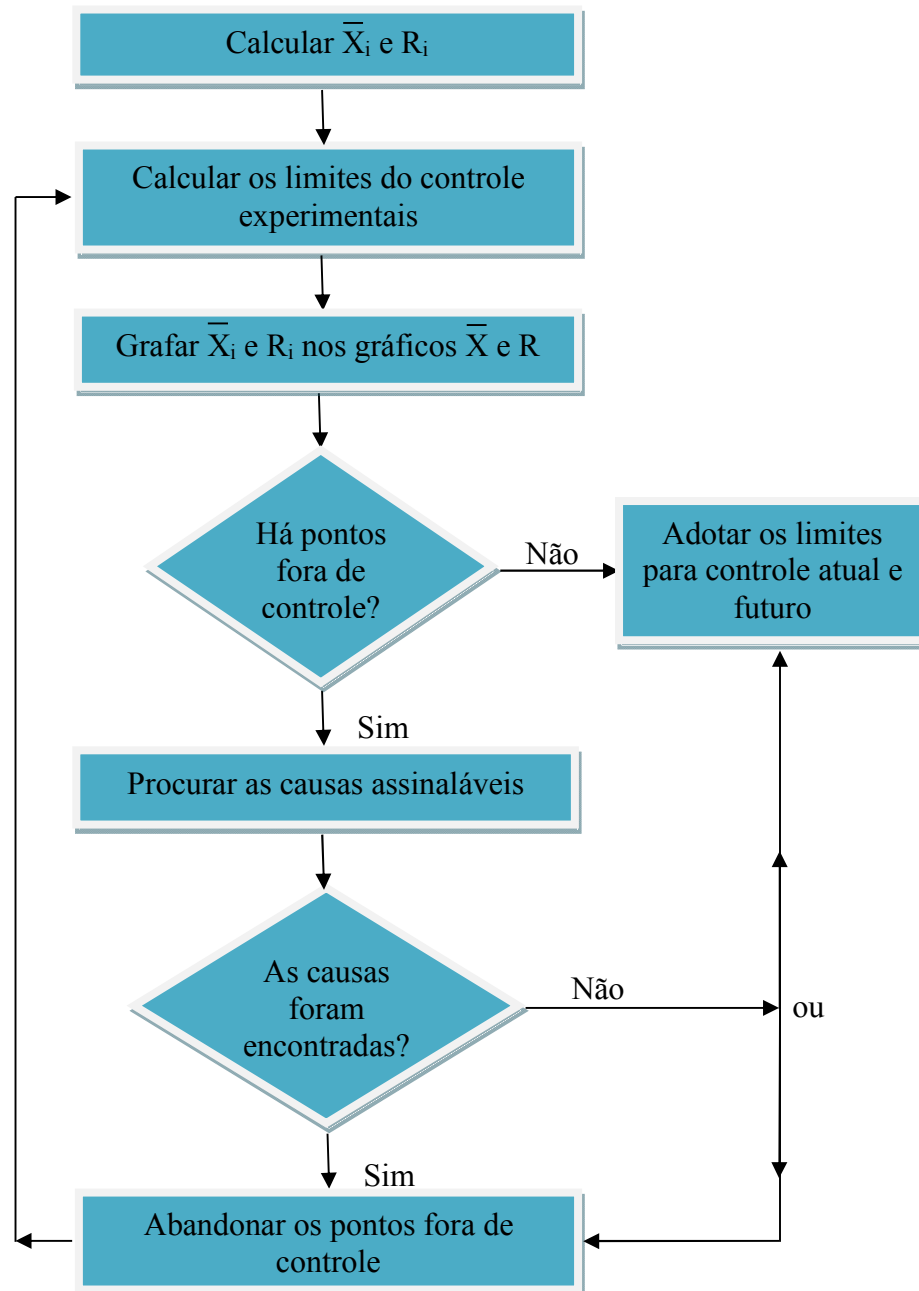 Calcular X̅ᵢ e Rᵢ
Calcular os limites do controle
experimentais
Grafar X̅ᵢ e Rᵢ nos gráficos X̅ e R
Há pontos
fora de
controle?
Não
Adotar os limites
para controle atual e
futuro
Sim
Procurar as causas assinaláveis
As causas
foram
encontradas?
Não
ou
Sim
Abandonar os pontos fora de
controle